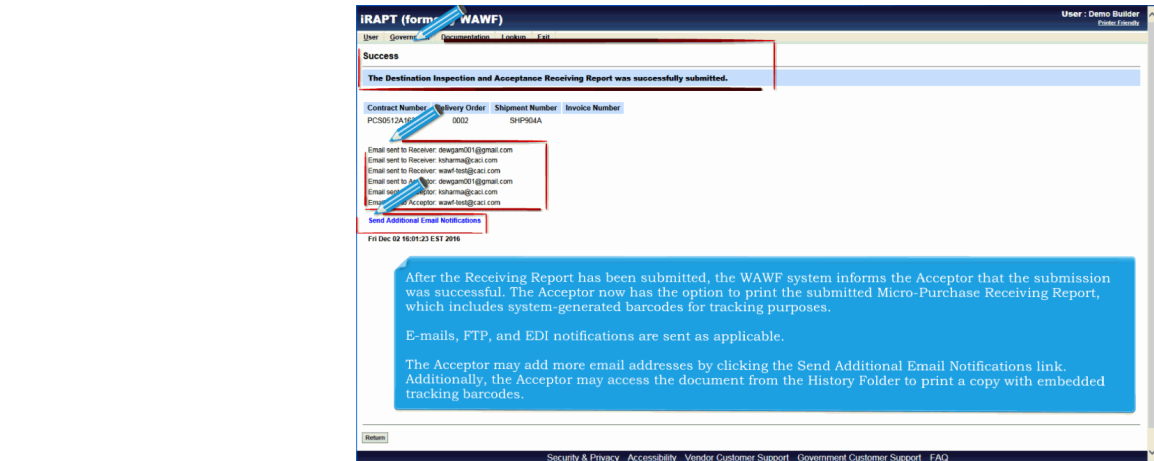 iRAPT (form WAWF)
User : Demo Builder
Printer Friendly
User Govern Documentation Lookup Exit
Success
The Destination Inspection and Acceptance Receiving Report was successfully submitted.
Contract Number Delivery Order Shipment Number Invoice Number
0002 SHP904A
Email sent to Receiver: dewgam001@gmail.com
Email sent to Receiver: ksharma@caci.com
Email sent to Receiver: wawf-test@caci.com
Email sent to Acceptor: dewgam001@gmail.com
Email sent Acceptor: ksharma@caci.com
Email to Acceptor: wawf-test@caci.com
Send Additional Email Notifications
Fri Dec 02 16:01:23 EST 2016
After the Receiving Report has been submitted, the WAWF system informs the Acceptor that the submission
was successful. The Acceptor now has the option to print the submitted Micro-Purchase Receiving Report,
which includes system-generated barcodes for tracking purposes.
E-mails, FTP, and EDI notifications are sent as applicable.
The Acceptor may add more email addresses by clicking the Send Additional Email Notifications link.
Additionally, the Acceptor may access the document from the History Folder to print a copy with embedded
tracking barcodes.
Return
Security & Privacy Accessibility Vendor Customer Support Government Customer Support FAQ